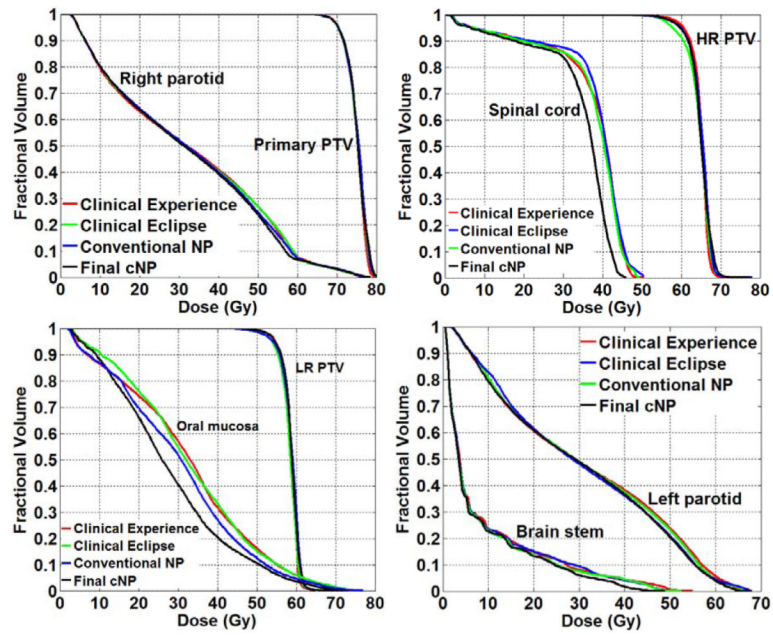 1
0.9
0.8
0.7
0.6
0.5
0.4
0.3
0.2
0.1
0
Fractional Volume
Right parotid
Primary PTV
Clinical Experience
Clinical Eclipse
Conventional NP
Final cNP
0 10 20 30 40 50 60 70 80
Dose (Gy)
1
0.9
0.8
0.7
0.6
0.5
0.4
0.3
0.2
0.1
0
Fractional Volume
HR PTV
Spinal cord
Clinical Experience
Clinical Eclipse
Conventional NP
Final cNP
0 10 20 30 40 50 60 70 80
Dose (Gy)
1
0.9
0.8
0.7
0.6
0.5
0.4
0.3
0.2
0.1
0
Fractional Volume
LR PTV
Oral mucosa
Clinical Experience
Clinical Eclipse
Conventional NP
Final cNP
0 10 20 30 40 50 60 70 80
Dose (Gy)
1
0.9
0.8
0.7
0.6
0.5
0.4
0.3
0.2
0.1
0
Fractional Volume
Clinical Experience
Clinical Eclipse
Conventional NP
Final cNP
Left parotid
Brain stem
0 10 20 30 40 50 60 70
Dose (Gy)